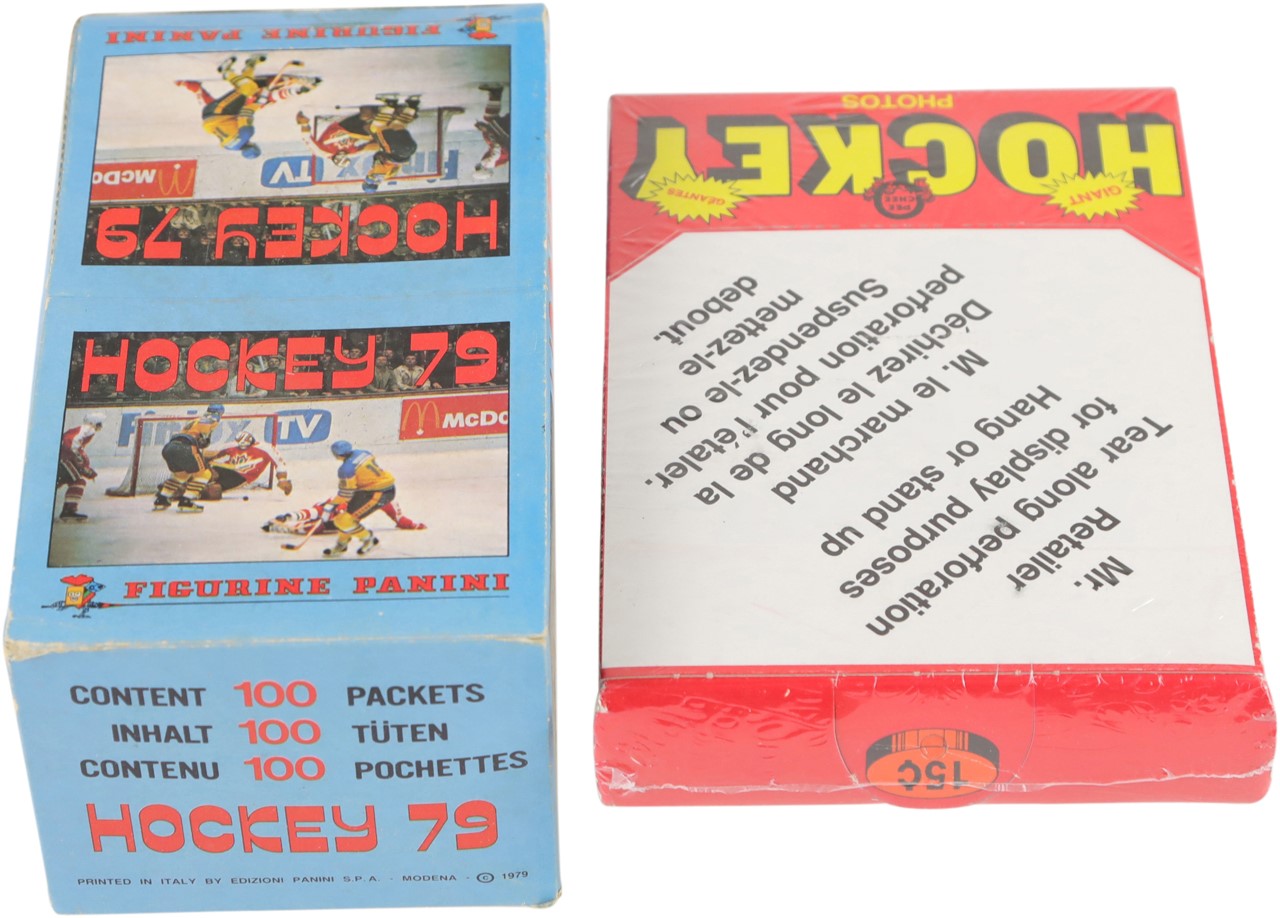 FIGURINE PANINI
McDo
Finlux TV
HOCKEY 79
HOCKEY 79
Finlux TV
McDo
FIGURINE PANINI
CONTENT 100 PACKETS
INHALT 100 TÜTEN
CONTENU 100 POCHETTES
HOCKEY 79
PRINTED IN ITALY BY EDIZIONI PANINI S.P.A. - MODENA - © 1979
15¢
Mr.
Retailer
Tear along perforation
for display purposes
Hang or stand up
M. le marchand
Déchirez le long de la
perforation pour l'étaler.
Suspendez-le ou
mettez-le
debout.
GIANT
GÉANTES
HOCKEY
PHOTOS